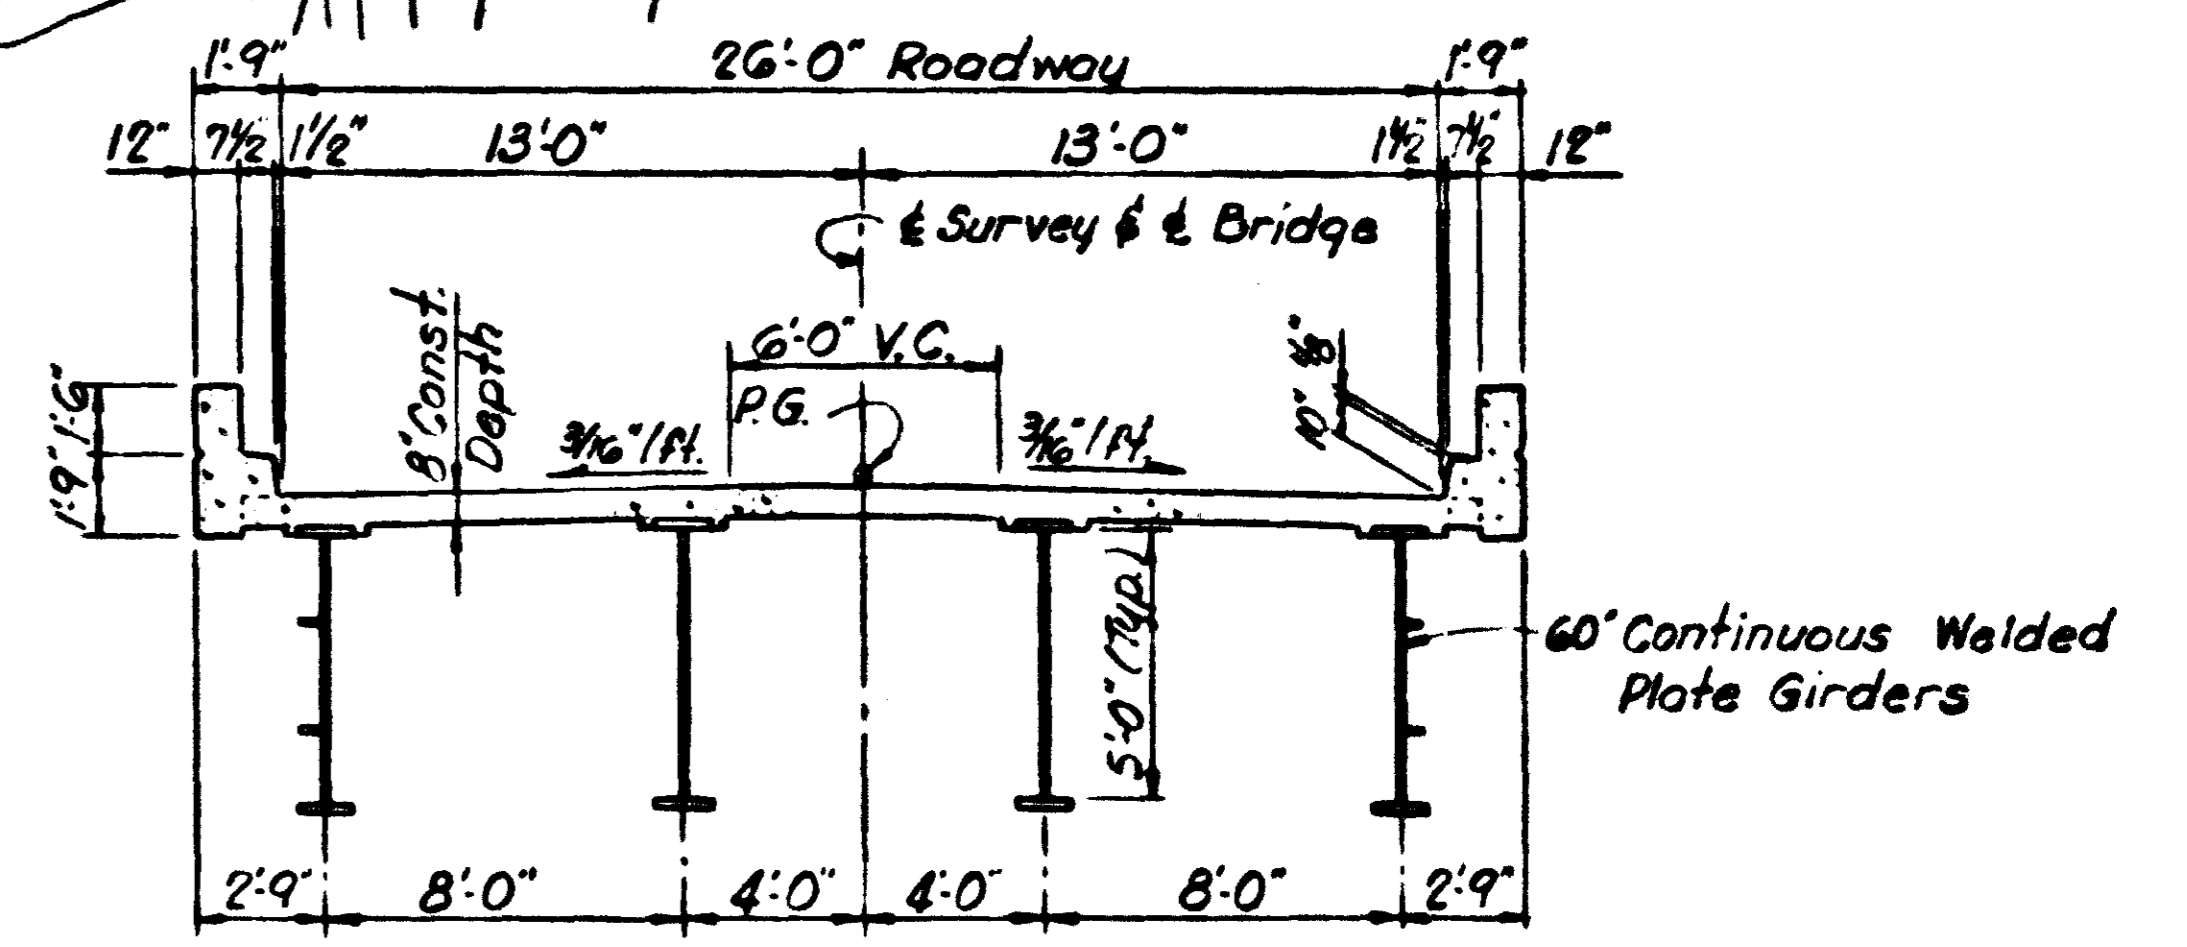 1'-9" 26'-0" Roadway 1'-9"
12" 7½" 1½" 13'-0" 13'-0" 1½" 7½" 12"
℄ Survey & ℄ Bridge
6'-0" V.C.
P.G.
8" Const.
Depth
3/16"/ft. 3/16"/ft.
10"
1'-6"
1'-9"
5'-0" (Typ.)
60" Continuous Welded
Plate Girders
2'-9" 8'-0" 4'-0" 4'-0" 8'-0" 2'-9"